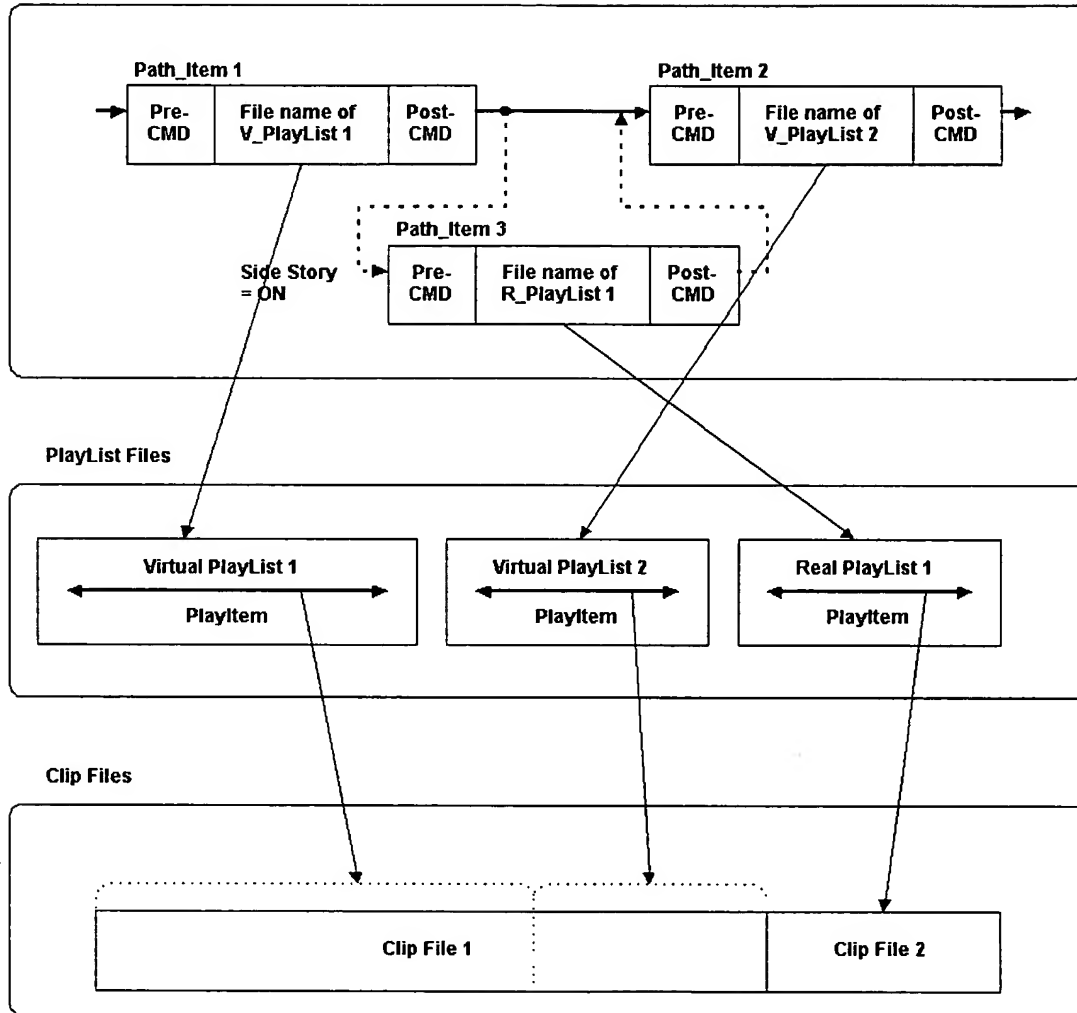 Path_Item 1
Path_Item 2
Pre-
CMD
File name of
V_PlayList 1
Post-
CMD
Pre-
CMD
File name of
V_PlayList 2
Post-
CMD
Path_Item 3
Side Story
= ON
Pre-
CMD
File name of
R_PlayList 1
Post-
CMD
PlayList Files
Virtual PlayList 1
PlayItem
Virtual PlayList 2
PlayItem
Real PlayList 1
PlayItem
Clip Files
Clip File 1
Clip File 2